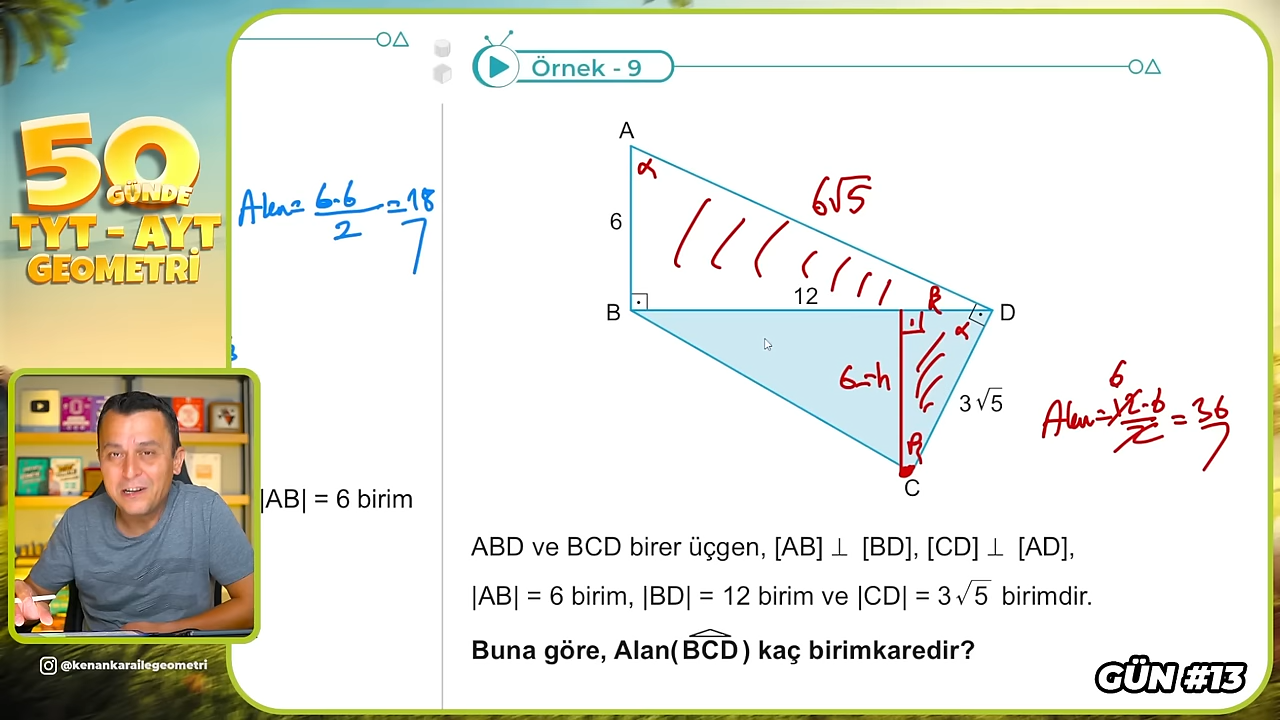 50
GÜNDE
TYT - AYT
GEOMETRİ
Alan = 6·6 / 2 = 18
|AB| = 6 birim
@kenankarailegeometri
Örnek - 9
A
α
6√5
6
12
B
β
D
α
6=h
3√5
β
C
6
Alan = 12·6 / 2 = 36
ABD ve BCD birer üçgen, [AB] ⊥ [BD], [CD] ⊥ [AD],
|AB| = 6 birim, |BD| = 12 birim ve |CD| = 3√5 birimdir.
Buna göre, Alan(BCD) kaç birimkaredir?
GÜN #13